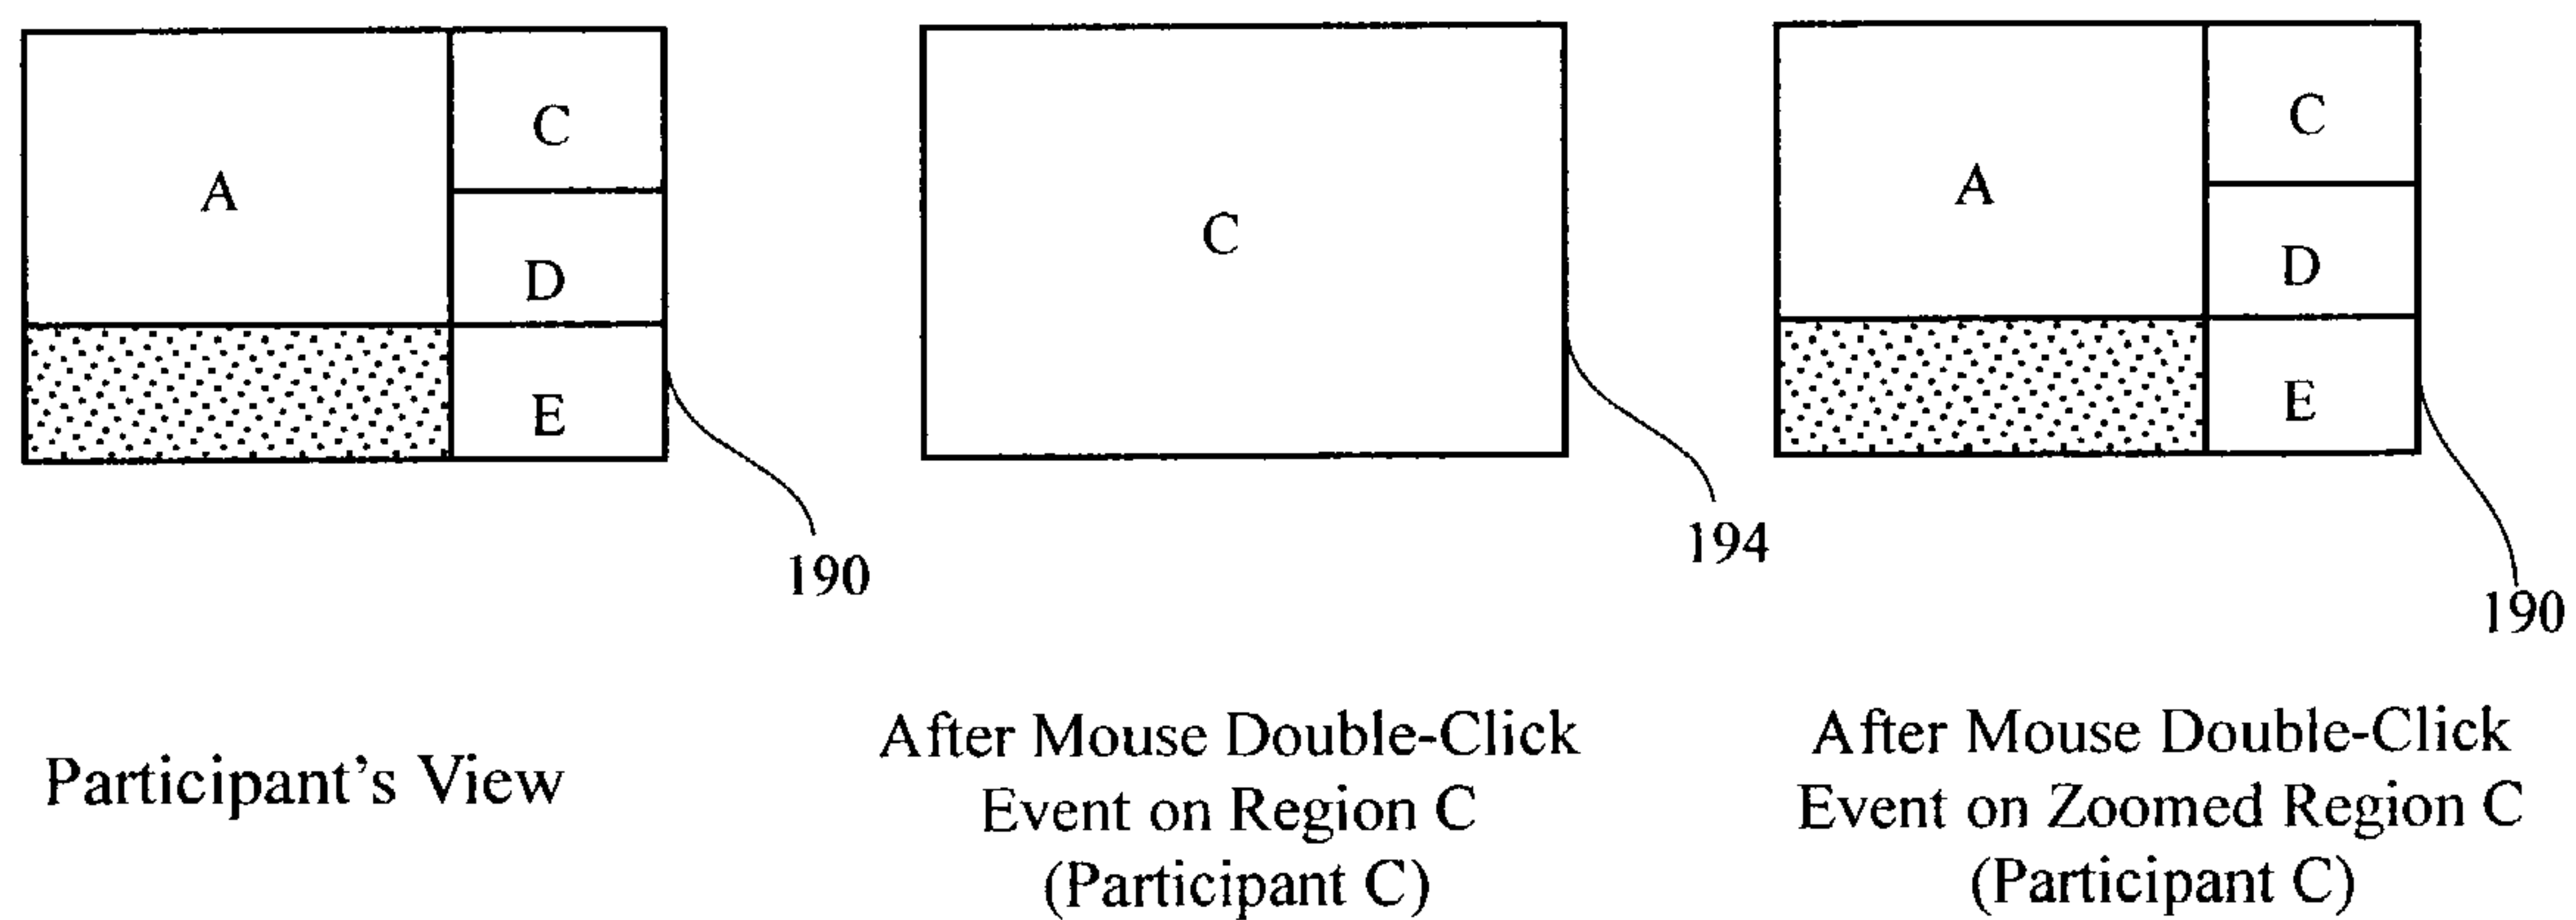 A
C
D
E
190
C
194
A
C
D
E
190
Participant's View
After Mouse Double-Click
Event on Region C
(Participant C)
After Mouse Double-Click
Event on Zoomed Region C
(Participant C)